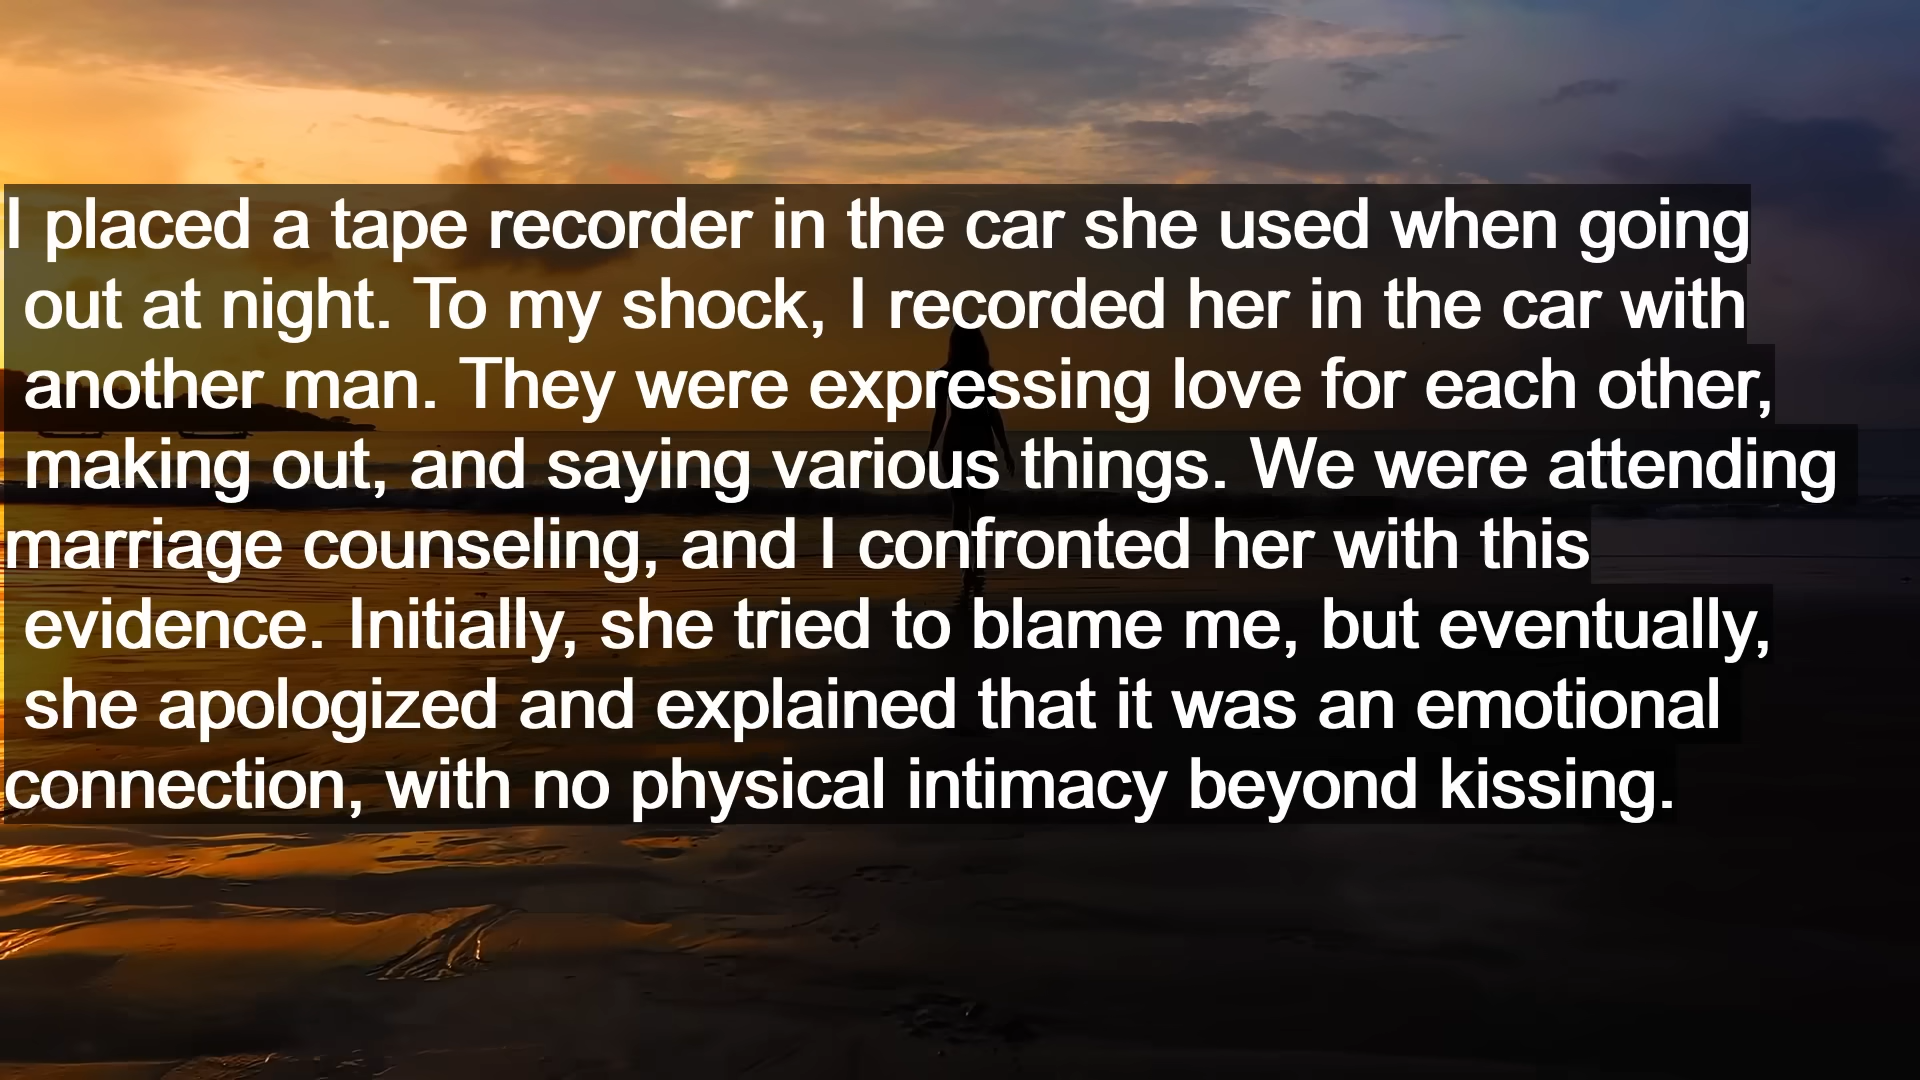 I placed a tape recorder in the car she used when going
out at night. To my shock, I recorded her in the car with
another man. They were expressing love for each other,
making out, and saying various things. We were attending
marriage counseling, and I confronted her with this
evidence. Initially, she tried to blame me, but eventually,
she apologized and explained that it was an emotional
connection, with no physical intimacy beyond kissing.